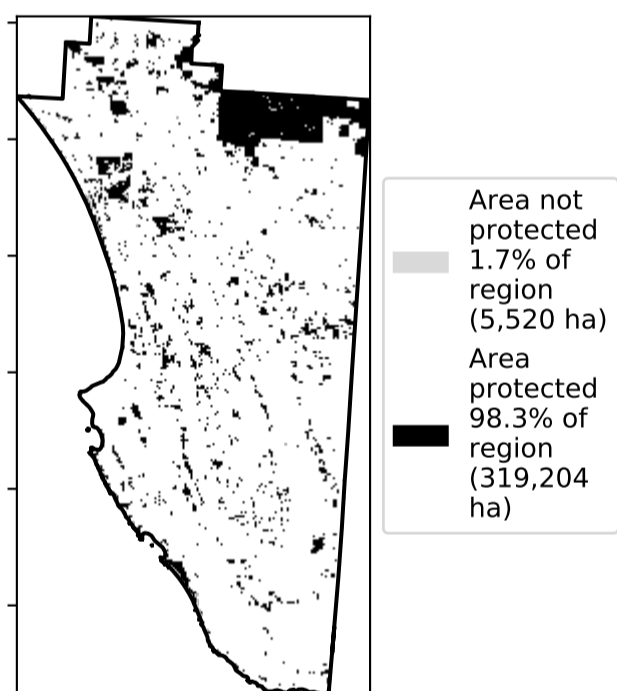 Area not
protected
1.7% of
region
(5,520 ha)
Area
protected
98.3% of
region
(319,204
ha)